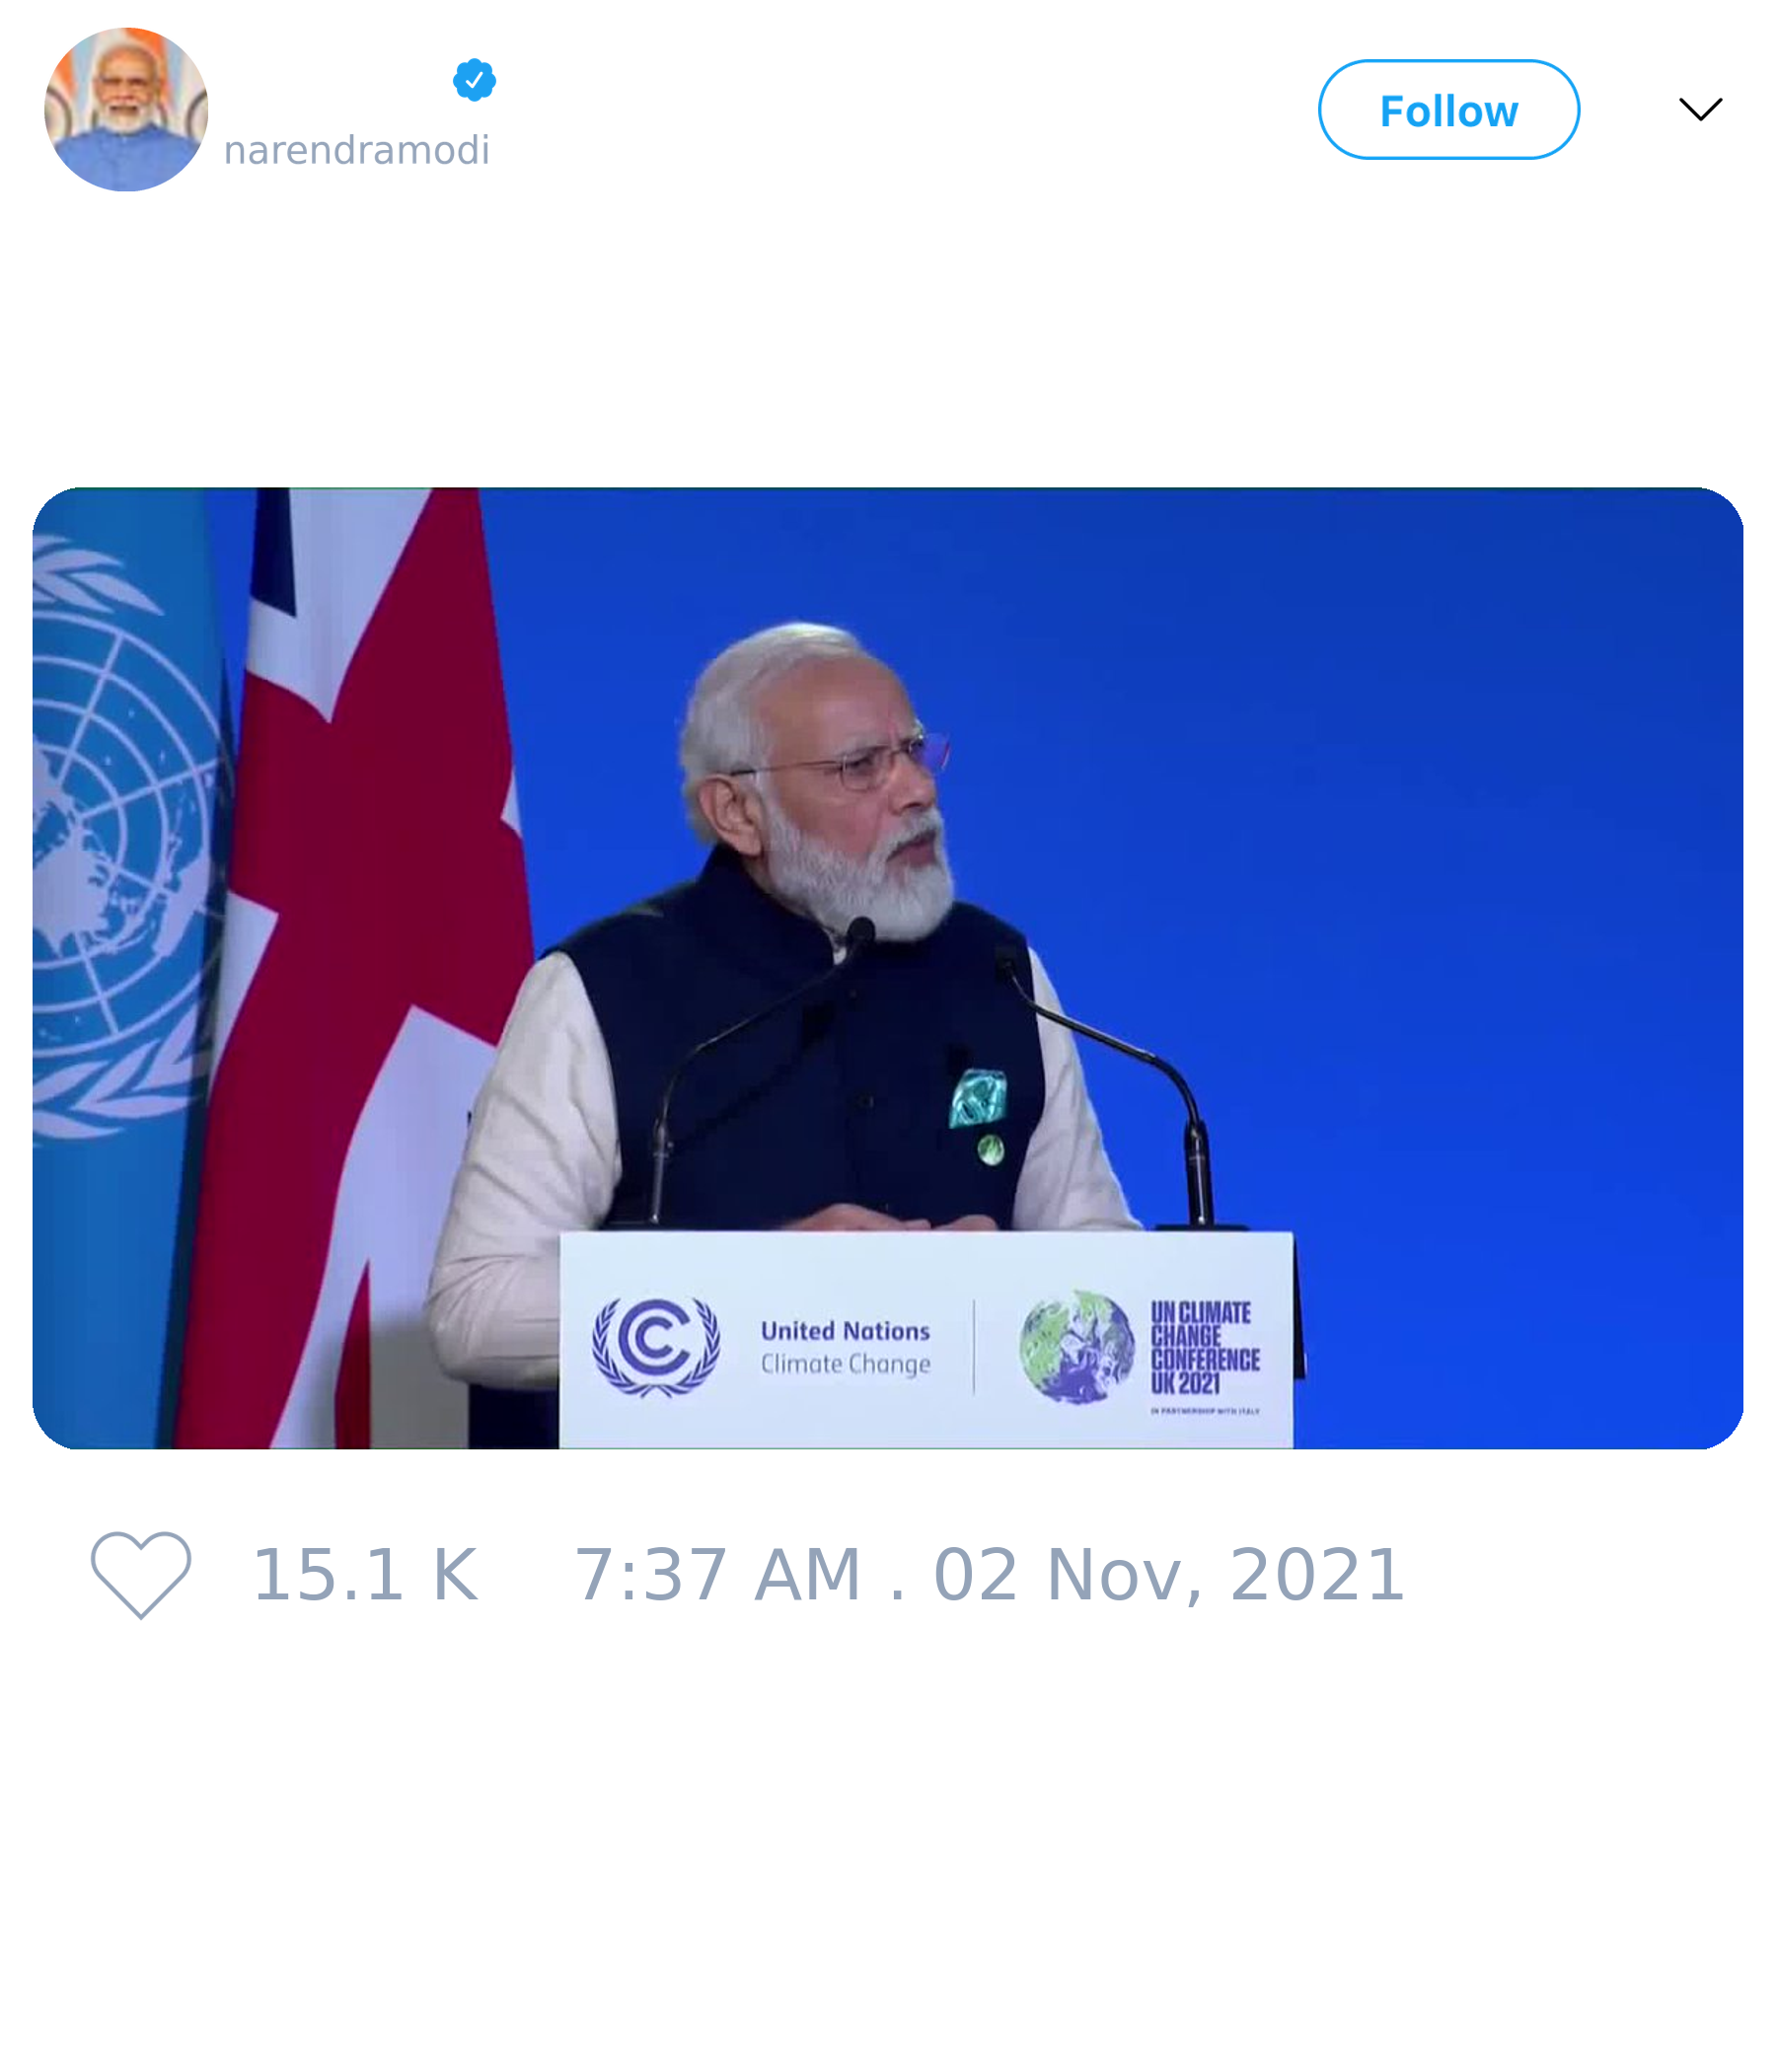 narendramodi
Follow
United Nations
Climate Change
UN CLIMATE
CHANGE
CONFERENCE
UK 2021
IN PARTNERSHIP WITH ITALY
15.1 K 7:37 AM . 02 Nov, 2021